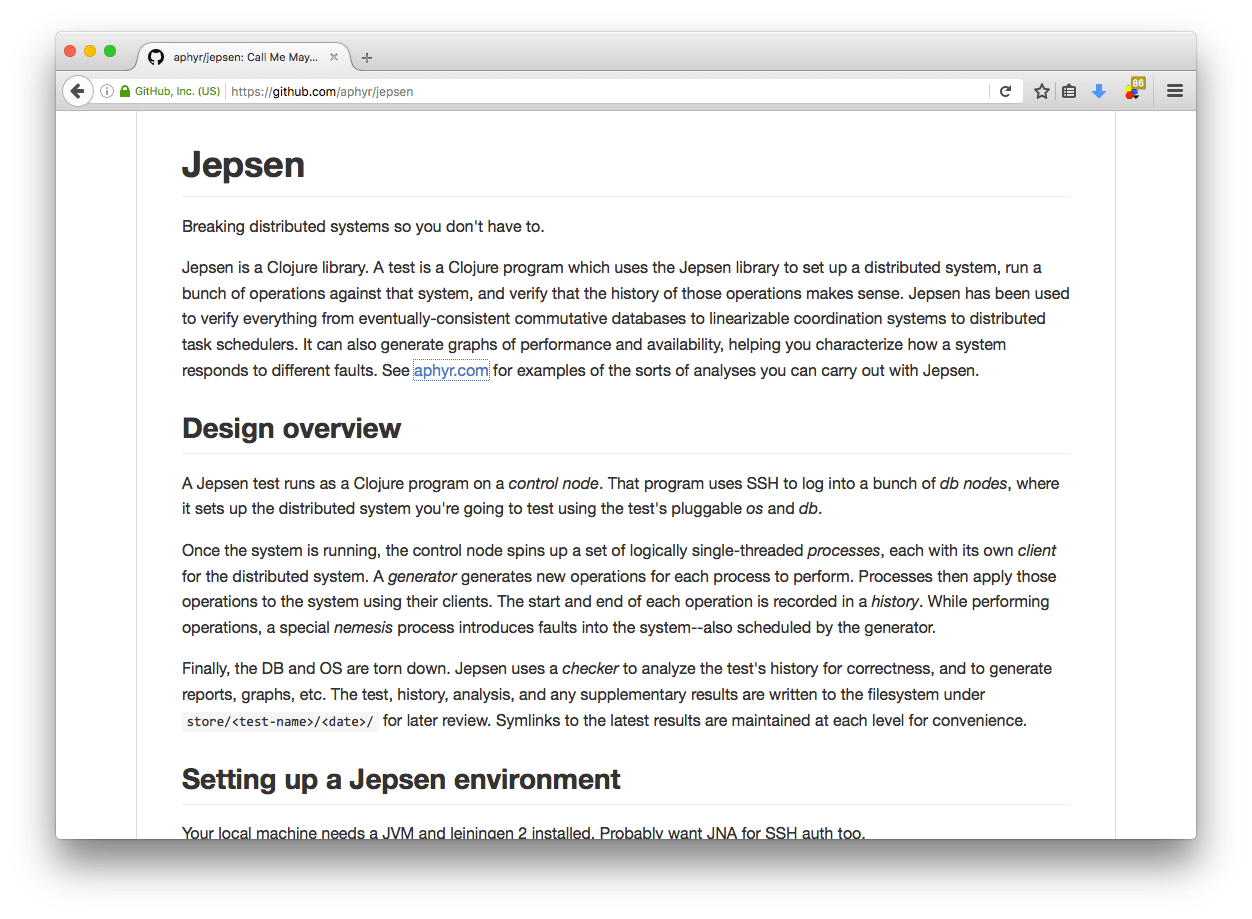 aphyr/jepsen: Call Me May...
GitHub, Inc. (US)
https://github.com/aphyr/jepsen
86
Jepsen
Breaking distributed systems so you don't have to.
Jepsen is a Clojure library. A test is a Clojure program which uses the Jepsen library to set up a distributed system, run a
bunch of operations against that system, and verify that the history of those operations makes sense. Jepsen has been used
to verify everything from eventually-consistent commutative databases to linearizable coordination systems to distributed
task schedulers. It can also generate graphs of performance and availability, helping you characterize how a system
responds to different faults. See aphyr.com for examples of the sorts of analyses you can carry out with Jepsen.
Design overview
A Jepsen test runs as a Clojure program on a control node. That program uses SSH to log into a bunch of db nodes, where
it sets up the distributed system you're going to test using the test's pluggable os and db.
Once the system is running, the control node spins up a set of logically single-threaded processes, each with its own client
for the distributed system. A generator generates new operations for each process to perform. Processes then apply those
operations to the system using their clients. The start and end of each operation is recorded in a history. While performing
operations, a special nemesis process introduces faults into the system--also scheduled by the generator.
Finally, the DB and OS are torn down. Jepsen uses a checker to analyze the test's history for correctness, and to generate
reports, graphs, etc. The test, history, analysis, and any supplementary results are written to the filesystem under
store/<test-name>/<date>/ for later review. Symlinks to the latest results are maintained at each level for convenience.
Setting up a Jepsen environment
Your local machine needs a JVM and leiningen 2 installed. Probably want JNA for SSH auth too.